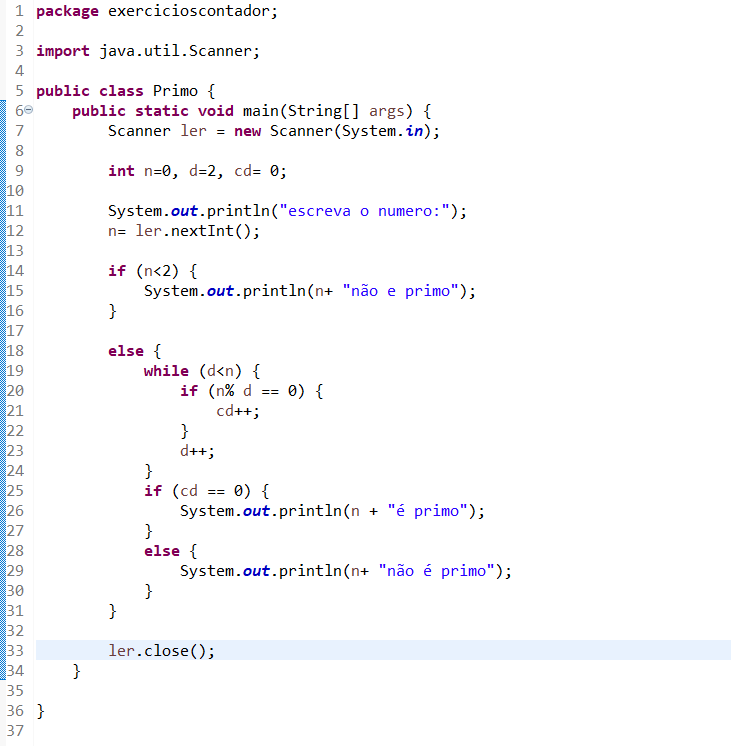 1 package exercicioscontador;
2
3 import java.util.Scanner;
4
5 public class Primo {
6 public static void main(String[] args) {
7 Scanner ler = new Scanner(System.in);
8
9 int n=0, d=2, cd= 0;
10
11 System.out.println("escreva o numero:");
12 n= ler.nextInt();
13
14 if (n<2) {
15 System.out.println(n+ "não e primo");
16 }
17
18 else {
19 while (d<n) {
20 if (n% d == 0) {
21 cd++;
22 }
23 d++;
24 }
25 if (cd == 0) {
26 System.out.println(n + "é primo");
27 }
28 else {
29 System.out.println(n+ "não é primo");
30 }
31 }
32
33 ler.close();
34 }
35
36 }
37